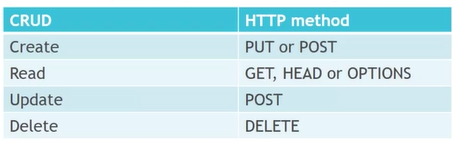 CRUD HTTP method
Create PUT or POST
Read GET, HEAD or OPTIONS
Update POST
Delete DELETE